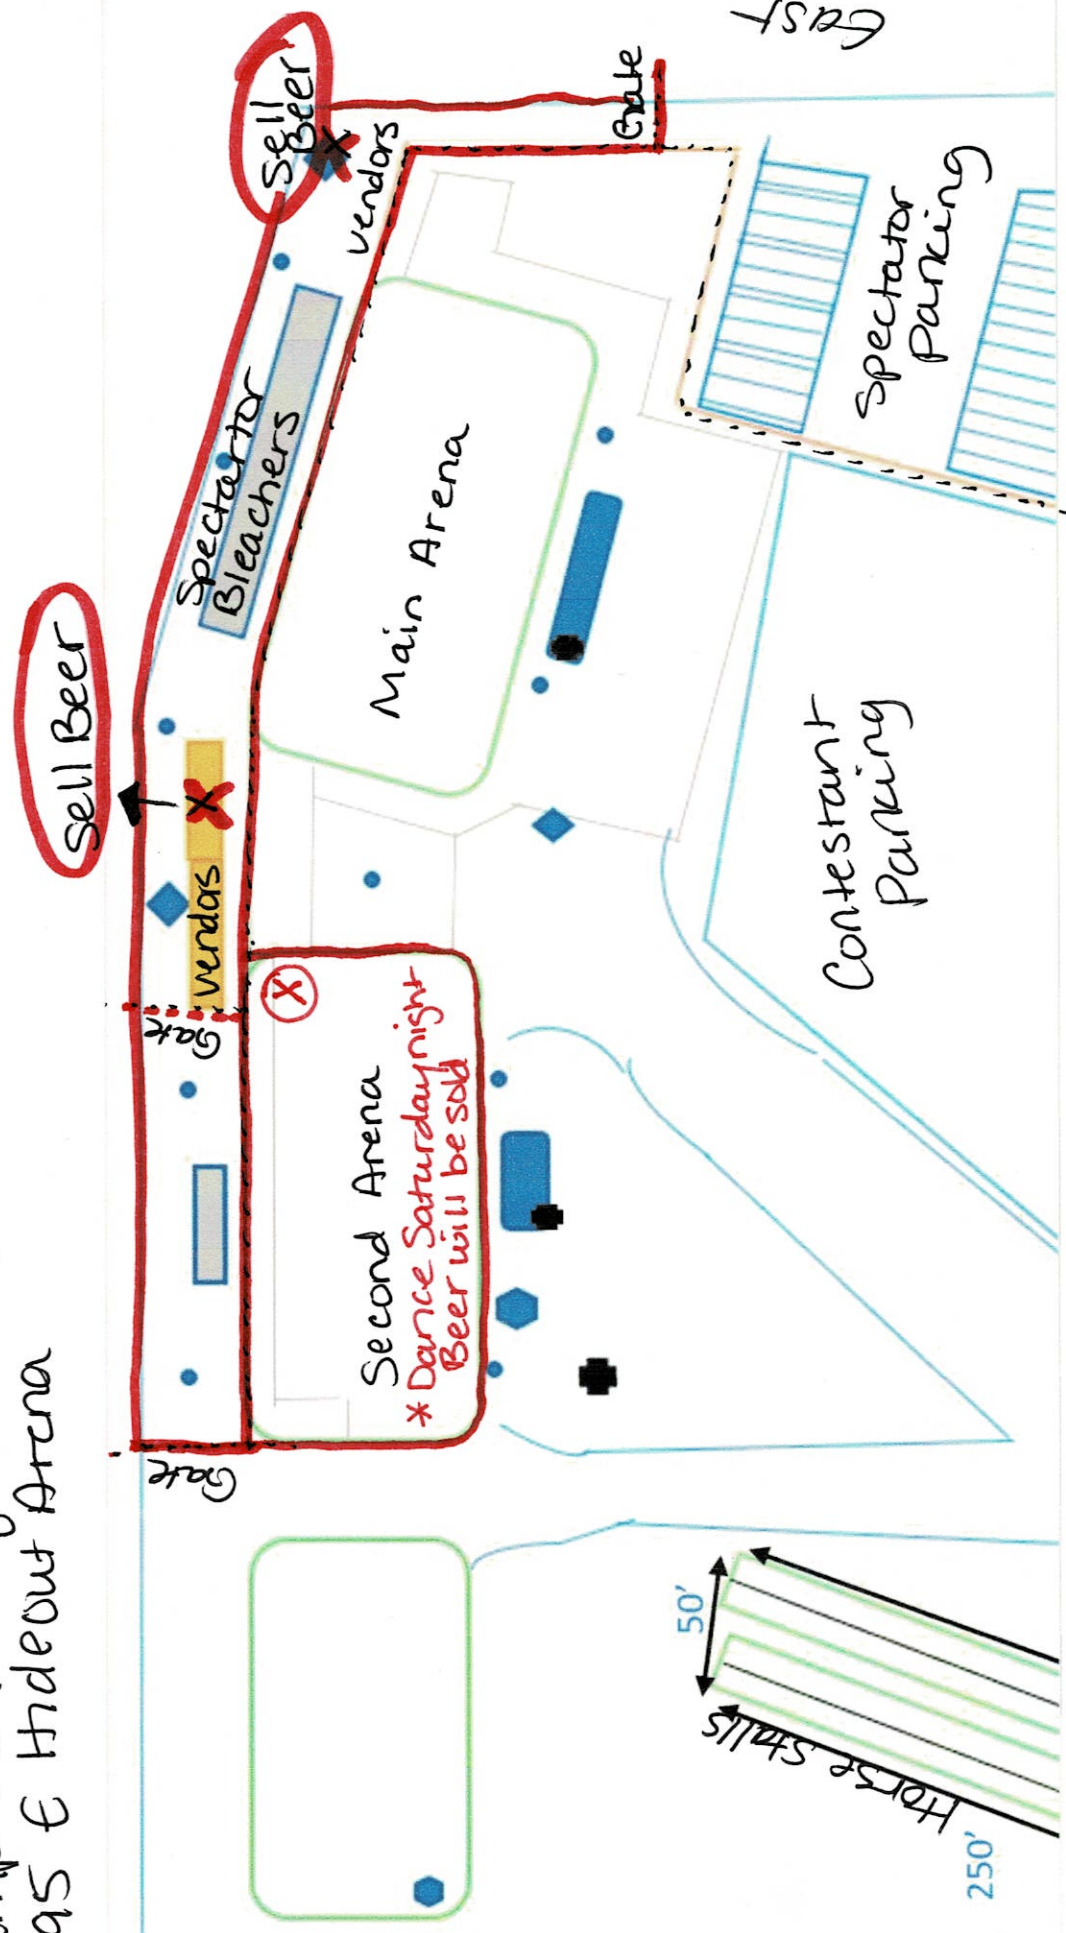 95 E Hideout Arena
Sell Beer
Sell
Beer
vendors
Gate
East
Spectartor
Bleachers
Main Arena
Spectator
Parking
vendors
X
X
Gate
X
Second Arena
* Dance Saturday night
Beer will be sold
Contestant
Parking
Gate
50'
Horse Stalls
250'